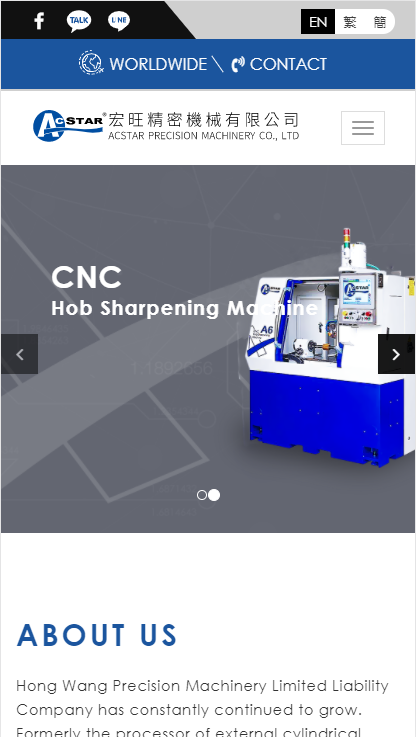 TALK LINE EN 繁 簡
WORLDWIDE CONTACT
ACSTAR® 宏旺精密機械有限公司
ACSTAR PRECISION MACHINERY CO., LTD
CNC
Hob Sharpening Machine
ACSTAR
A6
ABOUT US
Hong Wang Precision Machinery Limited Liability
Company has constantly continued to grow.
Formerly the processor of external cylindrical